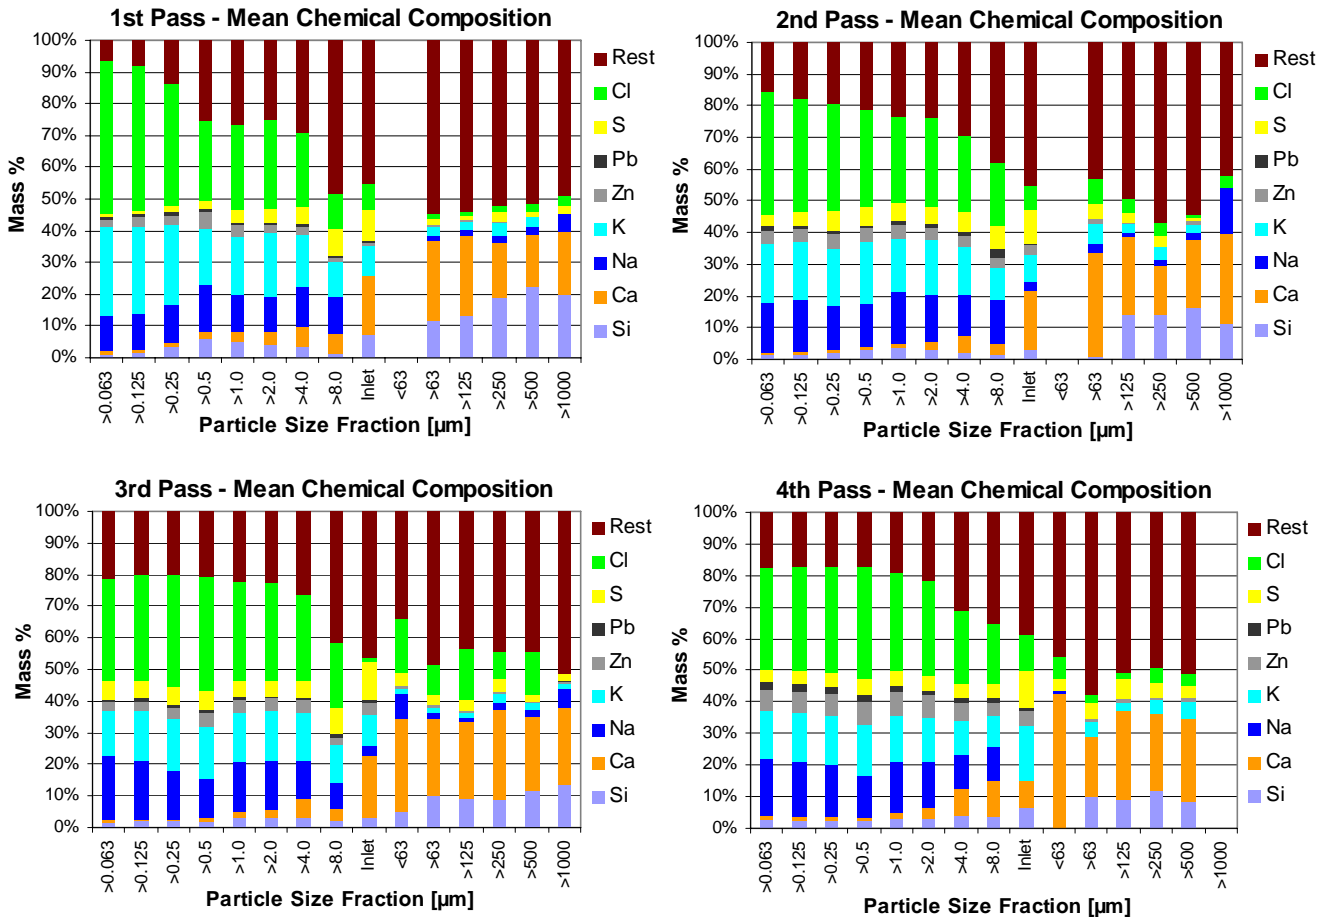 1st Pass - Mean Chemical Composition
100%
90%
80%
70%
60%
50%
40%
30%
20%
10%
0%
Mass %
>0.063
>0.125
>0.25
>0.5
>1.0
>2.0
>4.0
>8.0
Inlet
<63
>63
>125
>250
>500
>1000
Particle Size Fraction [µm]
Rest
Cl
S
Pb
Zn
K
Na
Ca
Si
2nd Pass - Mean Chemical Composition
100%
90%
80%
70%
60%
50%
40%
30%
20%
10%
0%
Mass %
>0.063
>0.125
>0.25
>0.5
>1.0
>2.0
>4.0
>8.0
Inlet
<63
>63
>125
>250
>500
>1000
Particle Size Fraction [µm]
Rest
Cl
S
Pb
Zn
K
Na
Ca
Si
3rd Pass - Mean Chemical Composition
100%
90%
80%
70%
60%
50%
40%
30%
20%
10%
0%
Mass %
>0.063
>0.125
>0.25
>0.5
>1.0
>2.0
>4.0
>8.0
Inlet
<63
>63
>125
>250
>500
>1000
Particle Size Fraction [µm]
Rest
Cl
S
Pb
Zn
K
Na
Ca
Si
4th Pass - Mean Chemical Composition
100%
90%
80%
70%
60%
50%
40%
30%
20%
10%
0%
Mass %
>0.063
>0.125
>0.25
>0.5
>1.0
>2.0
>4.0
>8.0
Inlet
<63
>63
>125
>250
>500
>1000
Particle Size Fraction [µm]
Rest
Cl
S
Pb
Zn
K
Na
Ca
Si